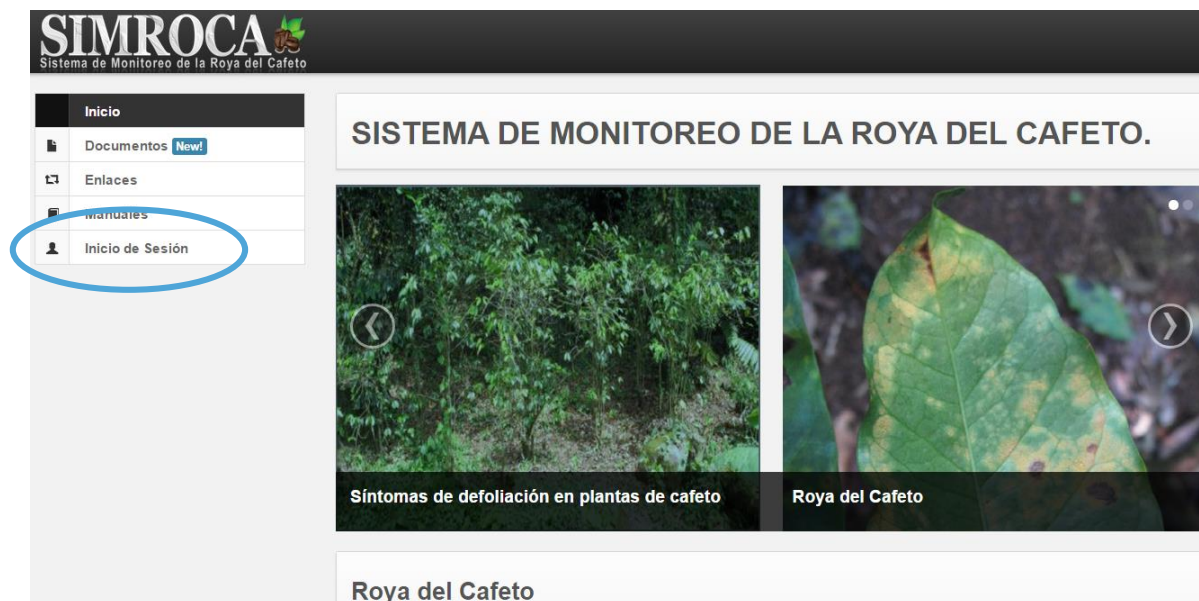 SIMROCA
Sistema de Monitoreo de la Roya del Cafeto
Inicio
Documentos New!
Enlaces
Manuales
Inicio de Sesión
SISTEMA DE MONITOREO DE LA ROYA DEL CAFETO.
Síntomas de defoliación en plantas de cafeto
Roya del Cafeto
Roya del Cafeto